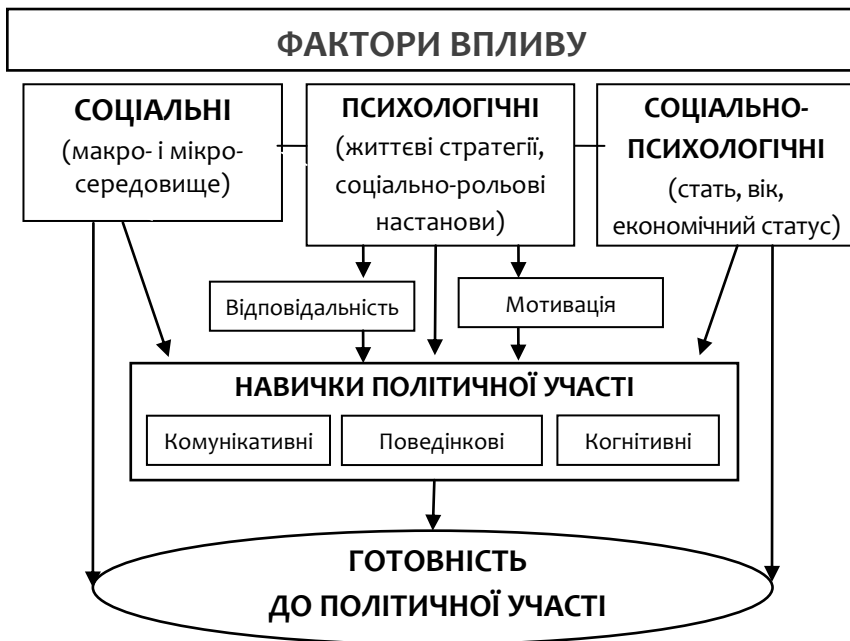 ФАКТОРИ ВПЛИВУ
СОЦІАЛЬНІ
(макро- і мікро-
середовище)
ПСИХОЛОГІЧНІ
(життєві стратегії,
соціально-рольові
настанови)
СОЦІАЛЬНО-
ПСИХОЛОГІЧНІ
(стать, вік,
економічний статус)
Відповідальність
Мотивація
НАВИЧКИ ПОЛІТИЧНОЇ УЧАСТІ
Комунікативні
Поведінкові
Когнітивні
ГОТОВНІСТЬ
ДО ПОЛІТИЧНОЇ УЧАСТІ